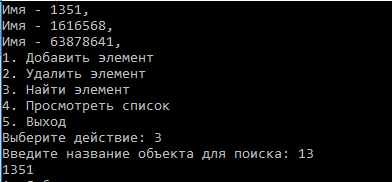 Имя - 1351,
Имя - 1616568,
Имя - 63878641,
1. Добавить элемент
2. Удалить элемент
3. Найти элемент
4. Просмотреть список
5. Выход
Выберите действие: 3
Введите название объекта для поиска: 13
1351